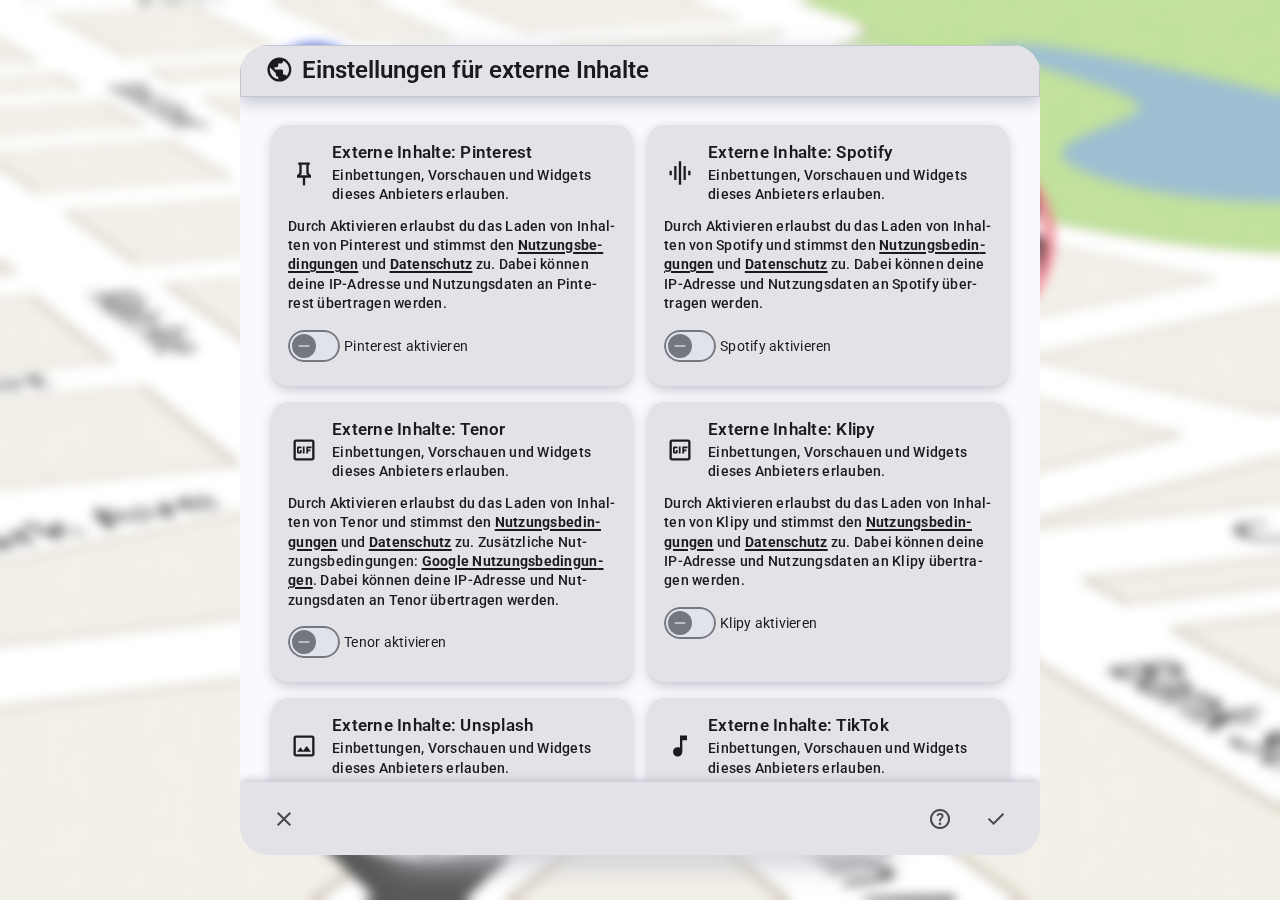 Einstellungen für externe Inhalte
Externe Inhalte: Pinterest
Einbettungen, Vorschauen und Widgets
dieses Anbieters erlauben.
Durch Aktivieren erlaubst du das Laden von Inhal-
ten von Pinterest und stimmst den Nutzungsbe-
dingungen und Datenschutz zu. Dabei können
deine IP-Adresse und Nutzungsdaten an Pinte-
rest übertragen werden.
Pinterest aktivieren
Externe Inhalte: Spotify
Einbettungen, Vorschauen und Widgets
dieses Anbieters erlauben.
Durch Aktivieren erlaubst du das Laden von Inhal-
ten von Spotify und stimmst den Nutzungsbedin-
gungen und Datenschutz zu. Dabei können deine
IP-Adresse und Nutzungsdaten an Spotify über-
tragen werden.
Spotify aktivieren
GIF
Externe Inhalte: Tenor
Einbettungen, Vorschauen und Widgets
dieses Anbieters erlauben.
Durch Aktivieren erlaubst du das Laden von Inhal-
ten von Tenor und stimmst den Nutzungsbedin-
gungen und Datenschutz zu. Zusätzliche Nut-
zungsbedingungen: Google Nutzungsbedingun-
gen. Dabei können deine IP-Adresse und Nut-
zungsdaten an Tenor übertragen werden.
Tenor aktivieren
GIF
Externe Inhalte: Klipy
Einbettungen, Vorschauen und Widgets
dieses Anbieters erlauben.
Durch Aktivieren erlaubst du das Laden von Inhal-
ten von Klipy und stimmst den Nutzungsbedin-
gungen und Datenschutz zu. Dabei können deine
IP-Adresse und Nutzungsdaten an Klipy übertra-
gen werden.
Klipy aktivieren
Externe Inhalte: Unsplash
Einbettungen, Vorschauen und Widgets
dieses Anbieters erlauben.
Externe Inhalte: TikTok
Einbettungen, Vorschauen und Widgets
dieses Anbieters erlauben.